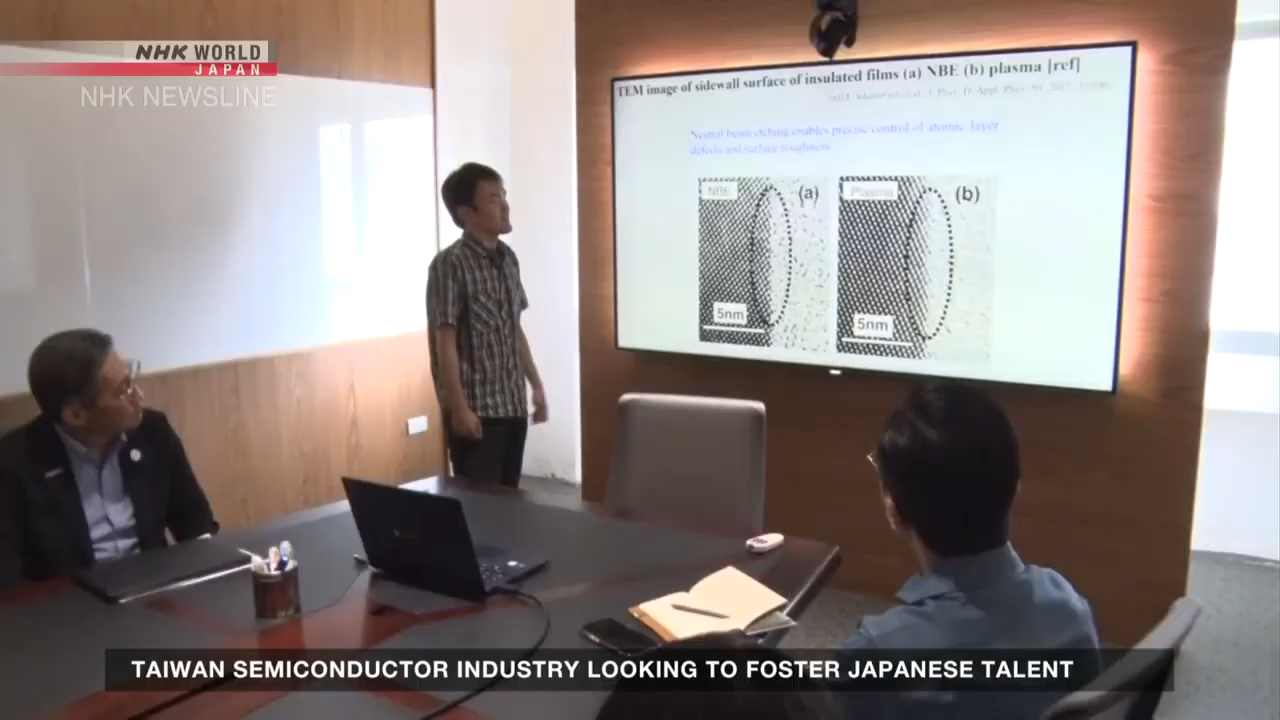 NHK WORLD
JAPAN
NHK NEWSLINE
TEM image of sidewall surface of insulated films (a) NBE (b) plasma [ref]
Neutral beam etching enables precise control of atomic layer
defects and surface roughness
NBE (a)
Plasma (b)
5nm
5nm
TAIWAN SEMICONDUCTOR INDUSTRY LOOKING TO FOSTER JAPANESE TALENT